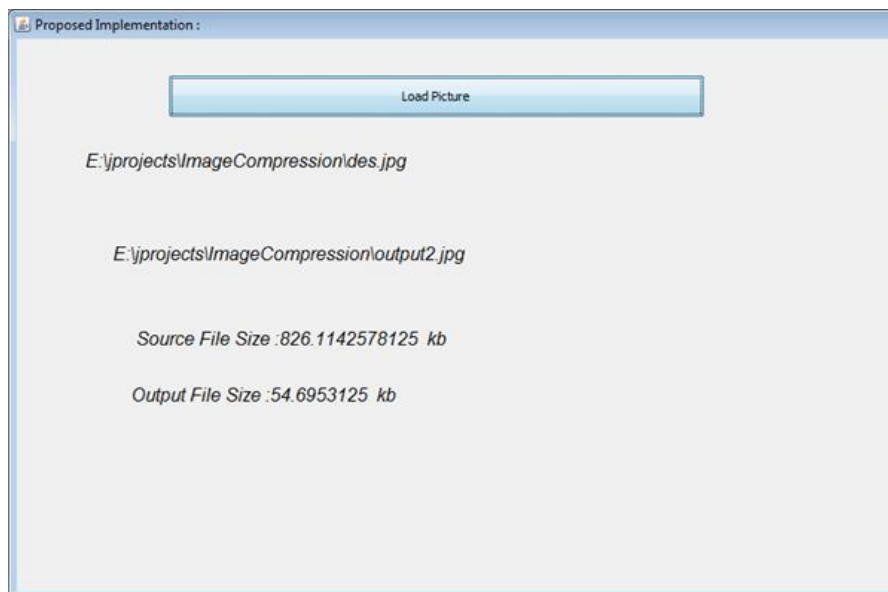 Proposed Implementation :
Load Picture
E:\jprojects\ImageCompression\des.jpg
E:\jprojects\ImageCompression\output2.jpg
Source File Size :826.1142578125 kb
Output File Size :54.6953125 kb